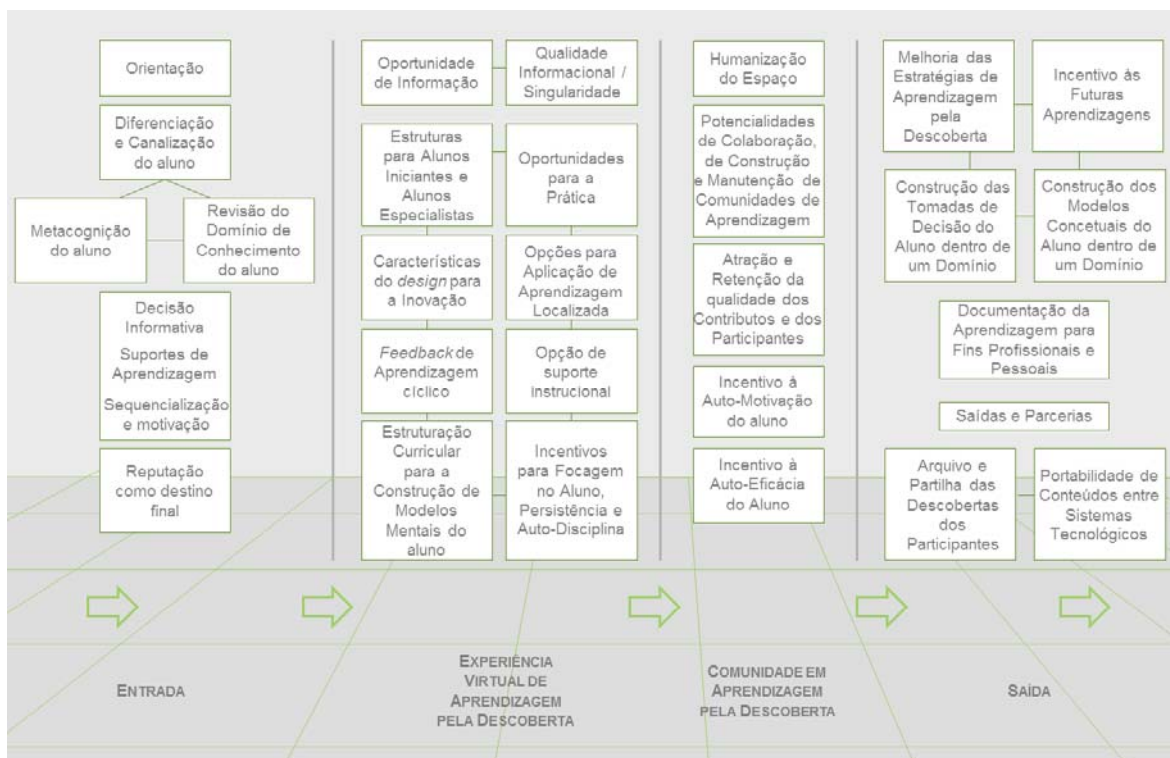 Orientação
Diferenciação
e Canalização
do aluno
Metacognição
do aluno
Revisão do
Domínio de
Conhecimento
do aluno
Decisão
Informativa
Suportes de
Aprendizagem
Sequencialização
e motivação
Reputação
como destino
final
Oportunidade
de Informação
Qualidade
Informacional /
Singularidade
Estruturas
para Alunos
Iniciantes e
Alunos
Especialistas
Oportunidades
para a
Prática
Características
do design para
a Inovação
Opções para
Aplicação de
Aprendizagem
Localizada
Feedback de
Aprendizagem
cíclico
Opção de
suporte
instrucional
Estruturação
Curricular
para a
Construção de
Modelos
Mentais do
aluno
Incentivos
para Focagem
no Aluno,
Persistência e
Auto-Disciplina
Humanização
do Espaço
Potencialidades
de Colaboração,
de Construção
e Manutenção de
Comunidades de
Aprendizagem
Atração e
Retenção da
qualidade dos
Contributos e dos
Participantes
Incentivo à
Auto-Motivação
do aluno
Incentivo à
Auto-Eficácia
do Aluno
Melhoria das
Estratégias de
Aprendizagem
pela
Descoberta
Incentivo às
Futuras
Aprendizagens
Construção das
Tomadas de
Decisão do
Aluno dentro de
um Domínio
Construção dos
Modelos
Concetuais do
Aluno dentro de
um Domínio
Documentação da
Aprendizagem para
Fins Profissionais e
Pessoais
Saídas e Parcerias
Arquivo e
Partilha das
Descobertas
dos
Participantes
Portabilidade de
Conteúdos entre
Sistemas
Tecnológicos
ENTRADA
EXPERIÊNCIA
VIRTUAL DE
APRENDIZAGEM
PELA DESCOBERTA
COMUNIDADE EM
APRENDIZAGEM
PELA DESCOBERTA
SAÍDA